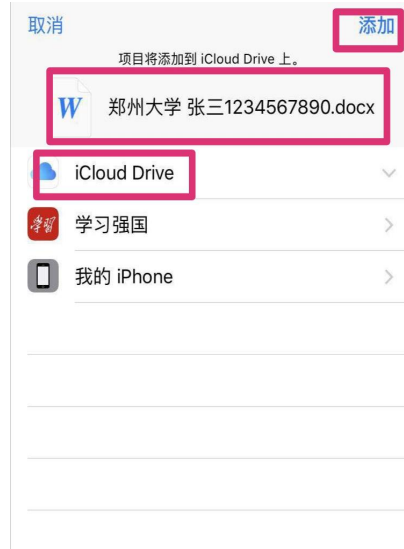 取消
添加
项目将添加到 iCloud Drive 上。
W
郑州大学 张三1234567890.docx
iCloud Drive
学习
学习强国
我的 iPhone